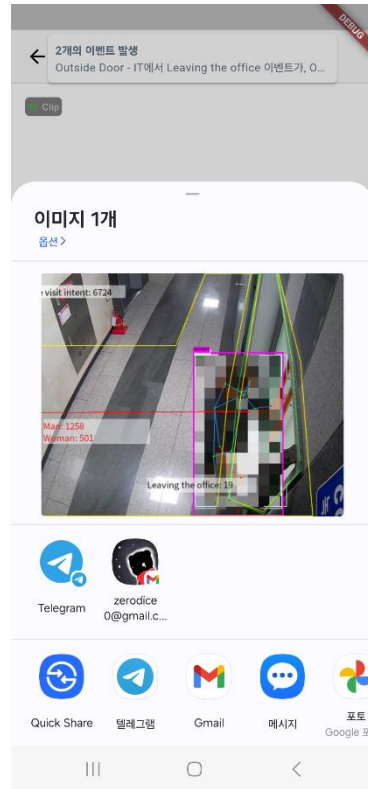 DEBUG
2개의 이벤트 발생
Outside Door - IT에서 Leaving the office 이벤트가, O...
Clip
이미지 1개
옵션 >
visit intent: 6724
Man: 1258
Woman: 501
Leaving the office: 19
Telegram
zerodice
0@gmail.c...
Quick Share
텔레그램
Gmail
메시지
포토
Google 포